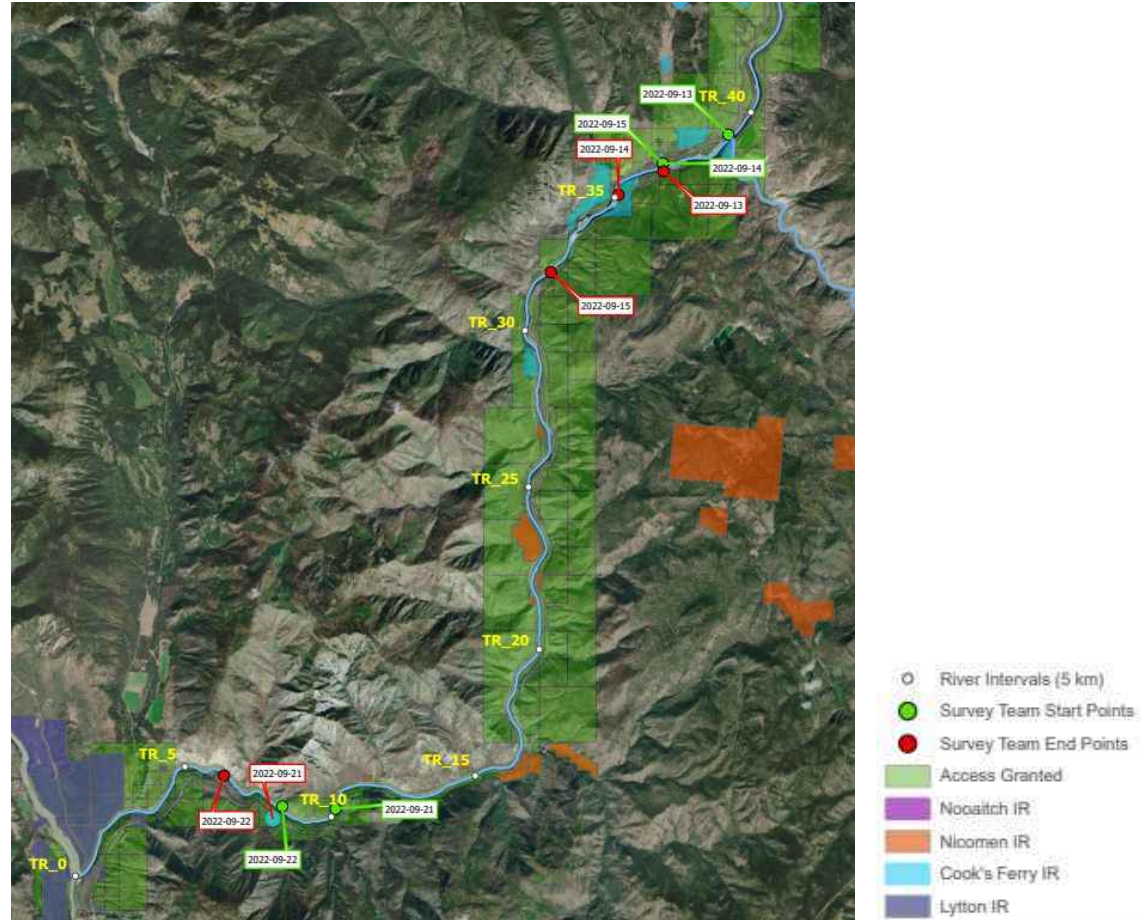 2022-09-13
TR_40
2022-09-15
2022-09-14
2022-09-14
TR_35
2022-09-13
2022-09-15
TR_30
TR_25
TR_20
TR_15
TR_5
2022-09-21
TR_10
2022-09-21
2022-09-22
2022-09-22
TR_0
River Intervals (5 km)
Survey Team Start Points
Survey Team End Points
Access Granted
Nooaitch IR
Nicomen IR
Cook's Ferry IR
Lytton IR